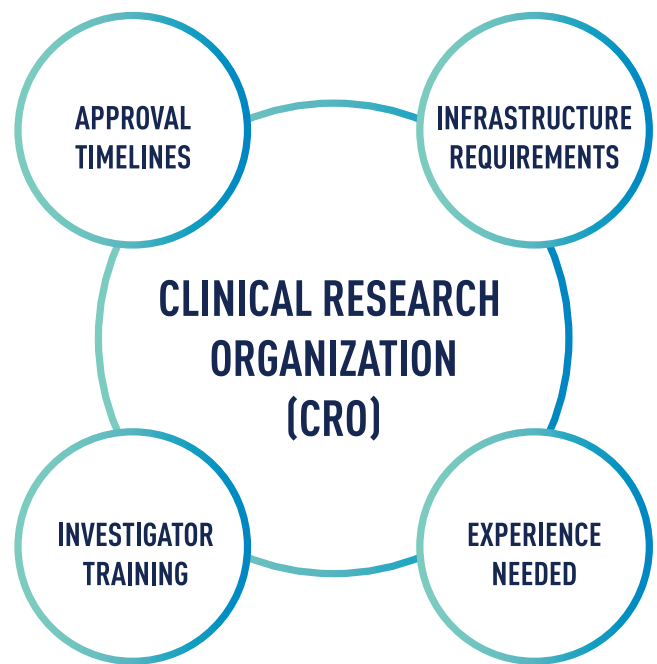 APPROVAL
TIMELINES
INFRASTRUCTURE
REQUIREMENTS
CLINICAL RESEARCH
ORGANIZATION
(CRO)
INVESTIGATOR
TRAINING
EXPERIENCE
NEEDED